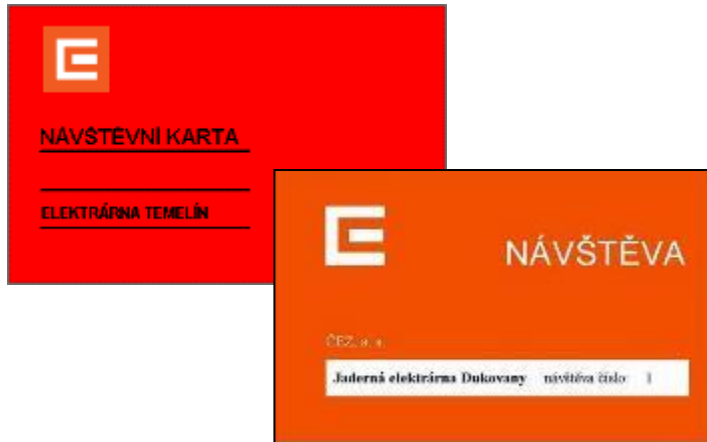 NÁVŠTĚVNÍ KARTA
ELEKTRÁRNA TEMELÍN
NÁVŠTĚVA
ČEZ, a. s.
Jaderná elektrárna Dukovany návštěva číslo 1